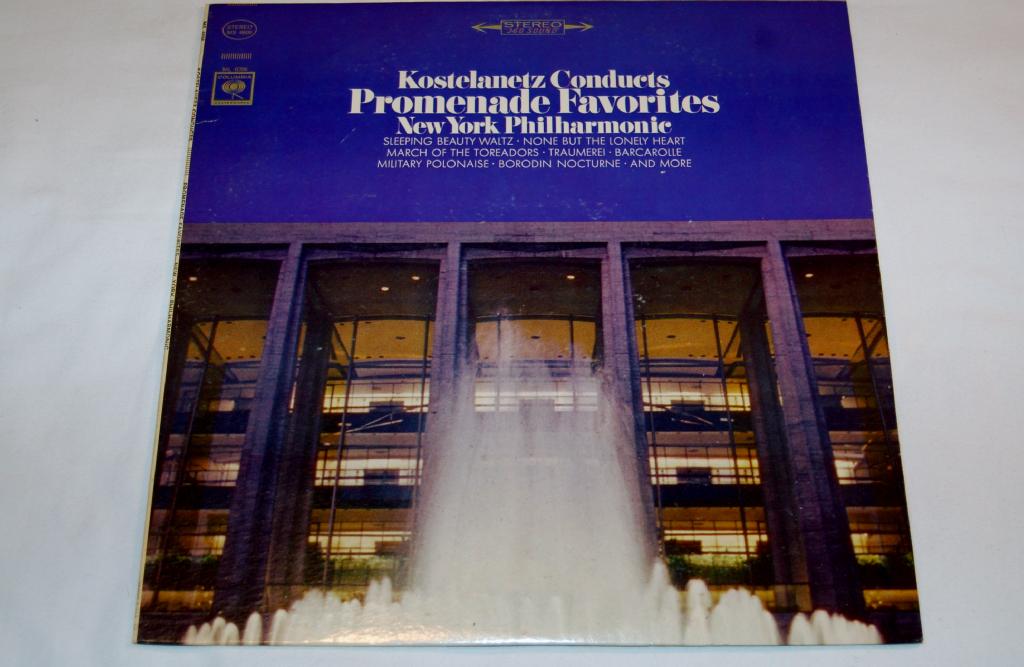 STEREO
STEREO
360 SOUND
COLUMBIA
Kostelanetz Conducts
Promenade Favorites
New York Philharmonic
SLEEPING BEAUTY WALTZ · NONE BUT THE LONELY HEART
MARCH OF THE TOREADORS · TRAUMEREI · BARCAROLLE
MILITARY POLONAISE · BORODIN NOCTURNE · AND MORE